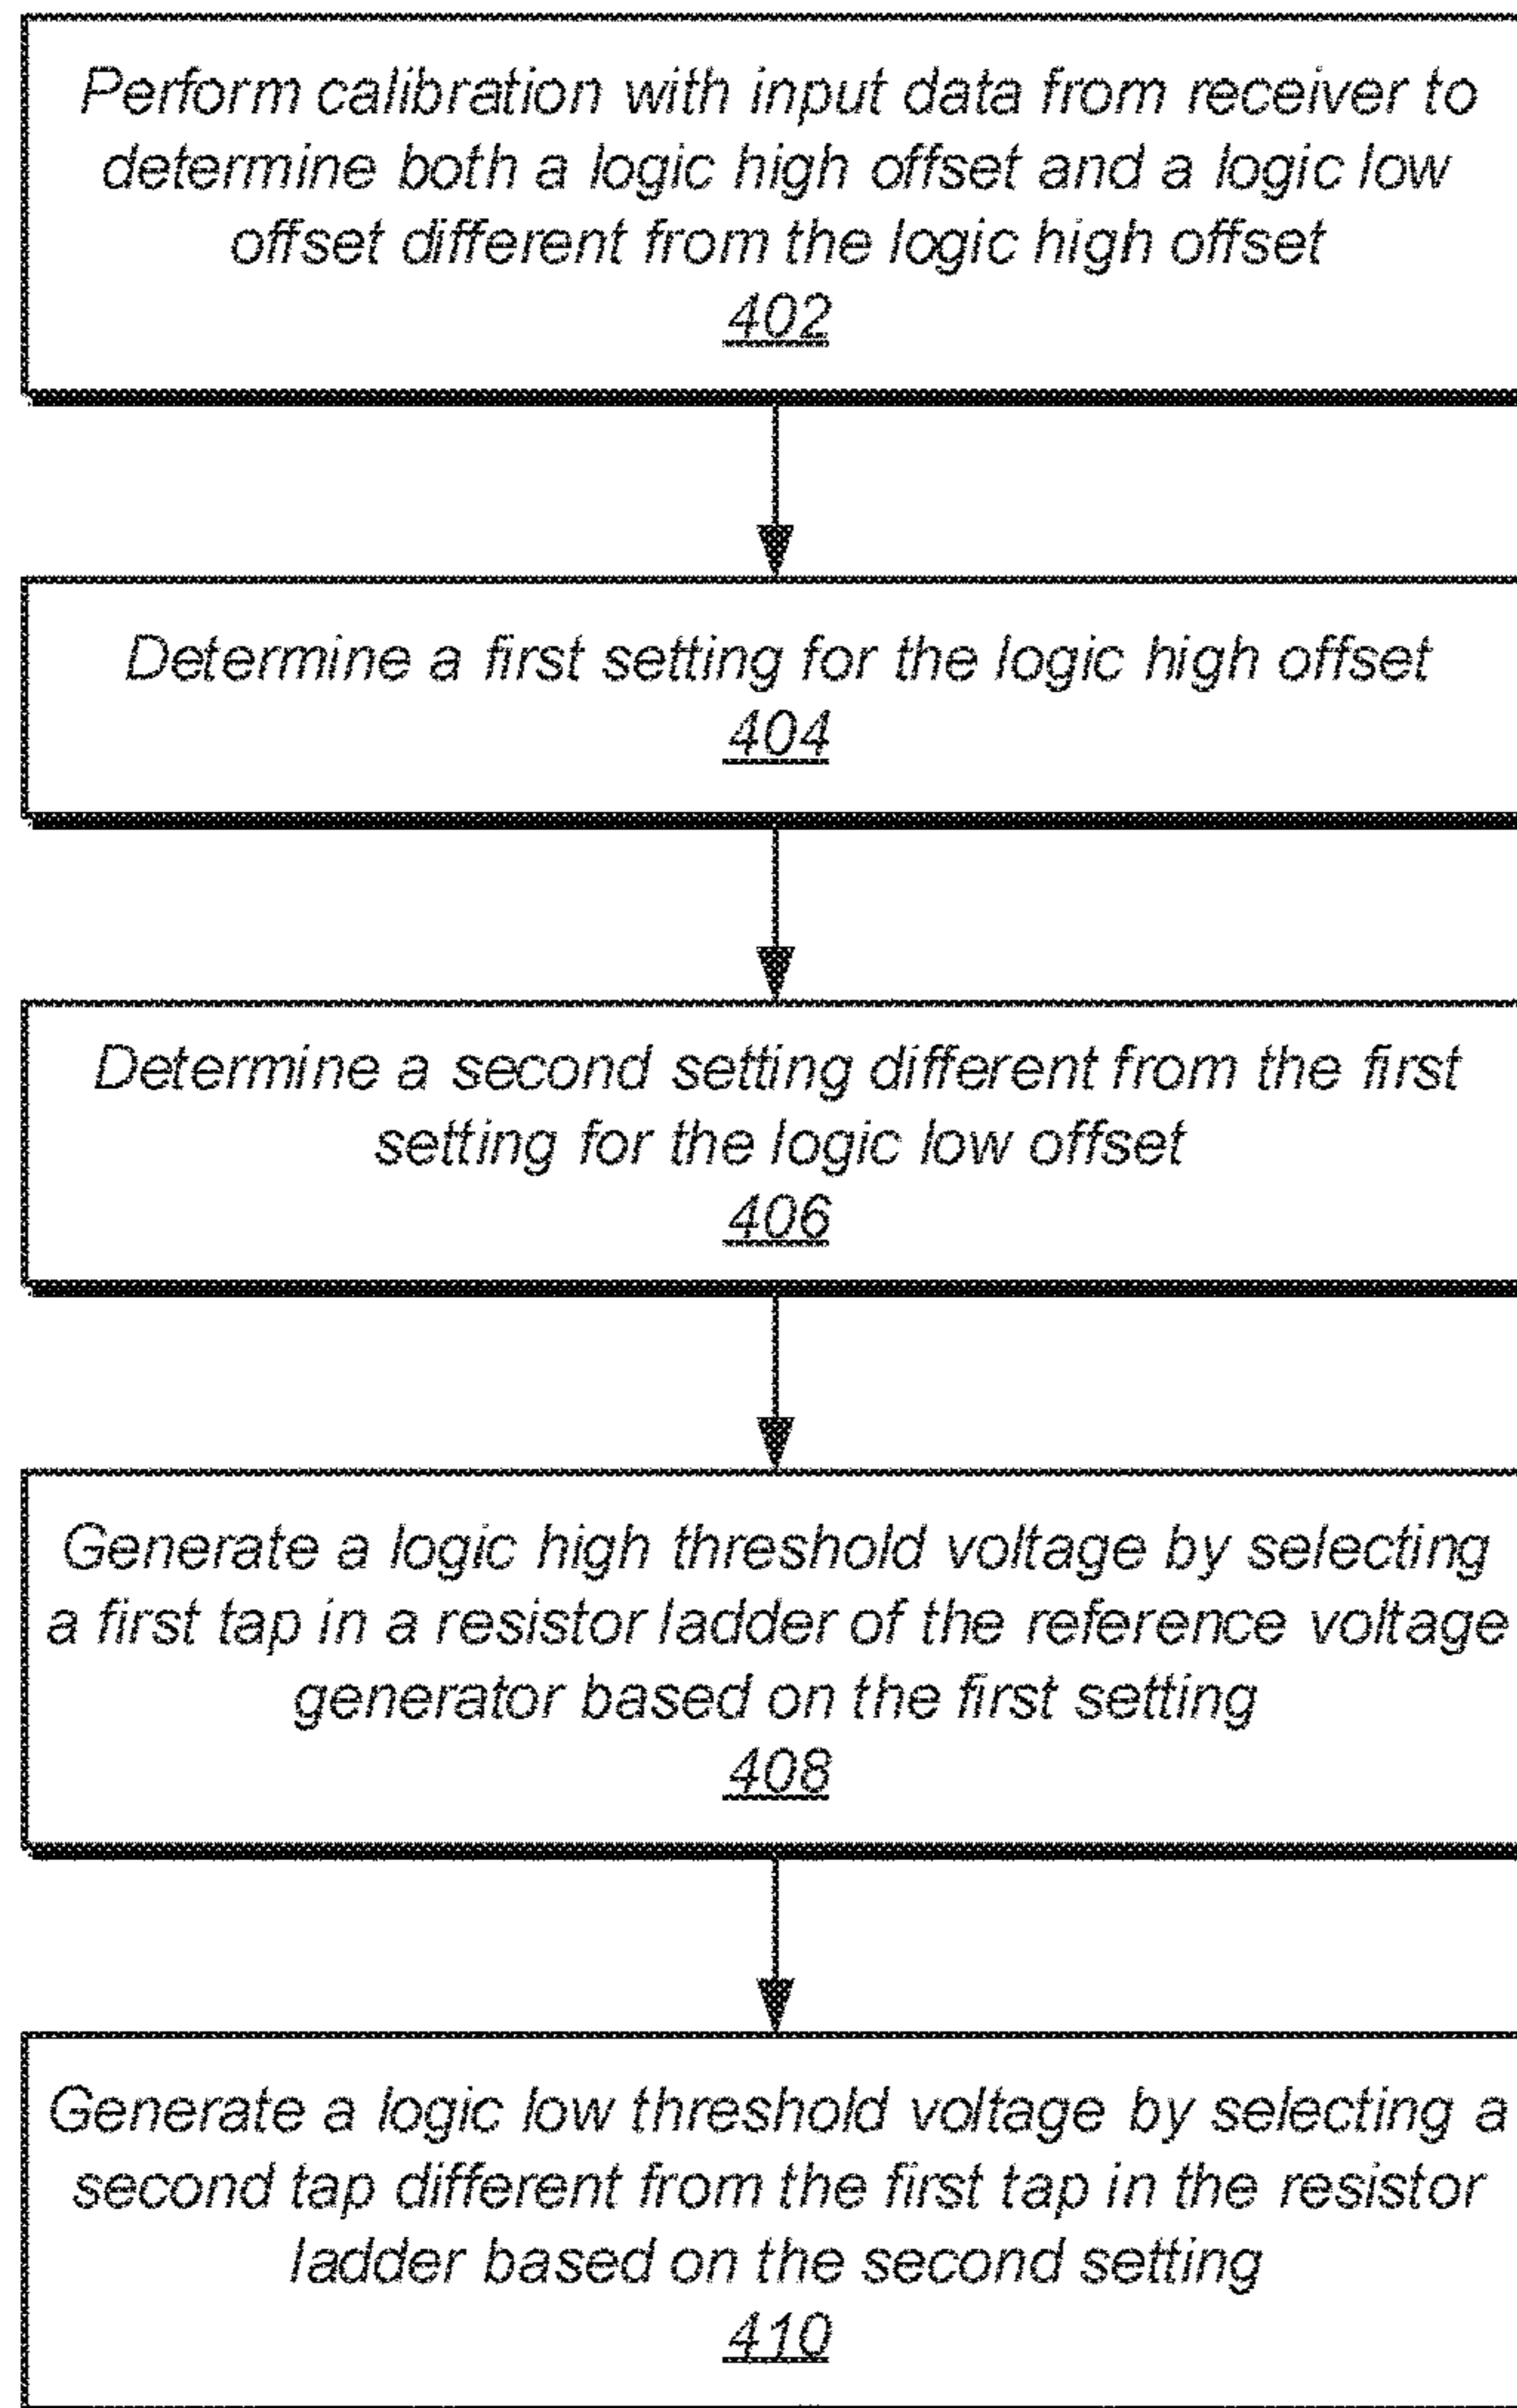 Perform calibration with input data from receiver to
determine both a logic high offset and a logic low
offset different from the logic high offset
402
Determine a first setting for the logic high offset
404
Determine a second setting different from the first
setting for the logic low offset
406
Generate a logic high threshold voltage by selecting
a first tap in a resistor ladder of the reference voltage
generator based on the first setting
408
Generate a logic low threshold voltage by selecting a
second tap different from the first tap in the resistor
ladder based on the second setting
410